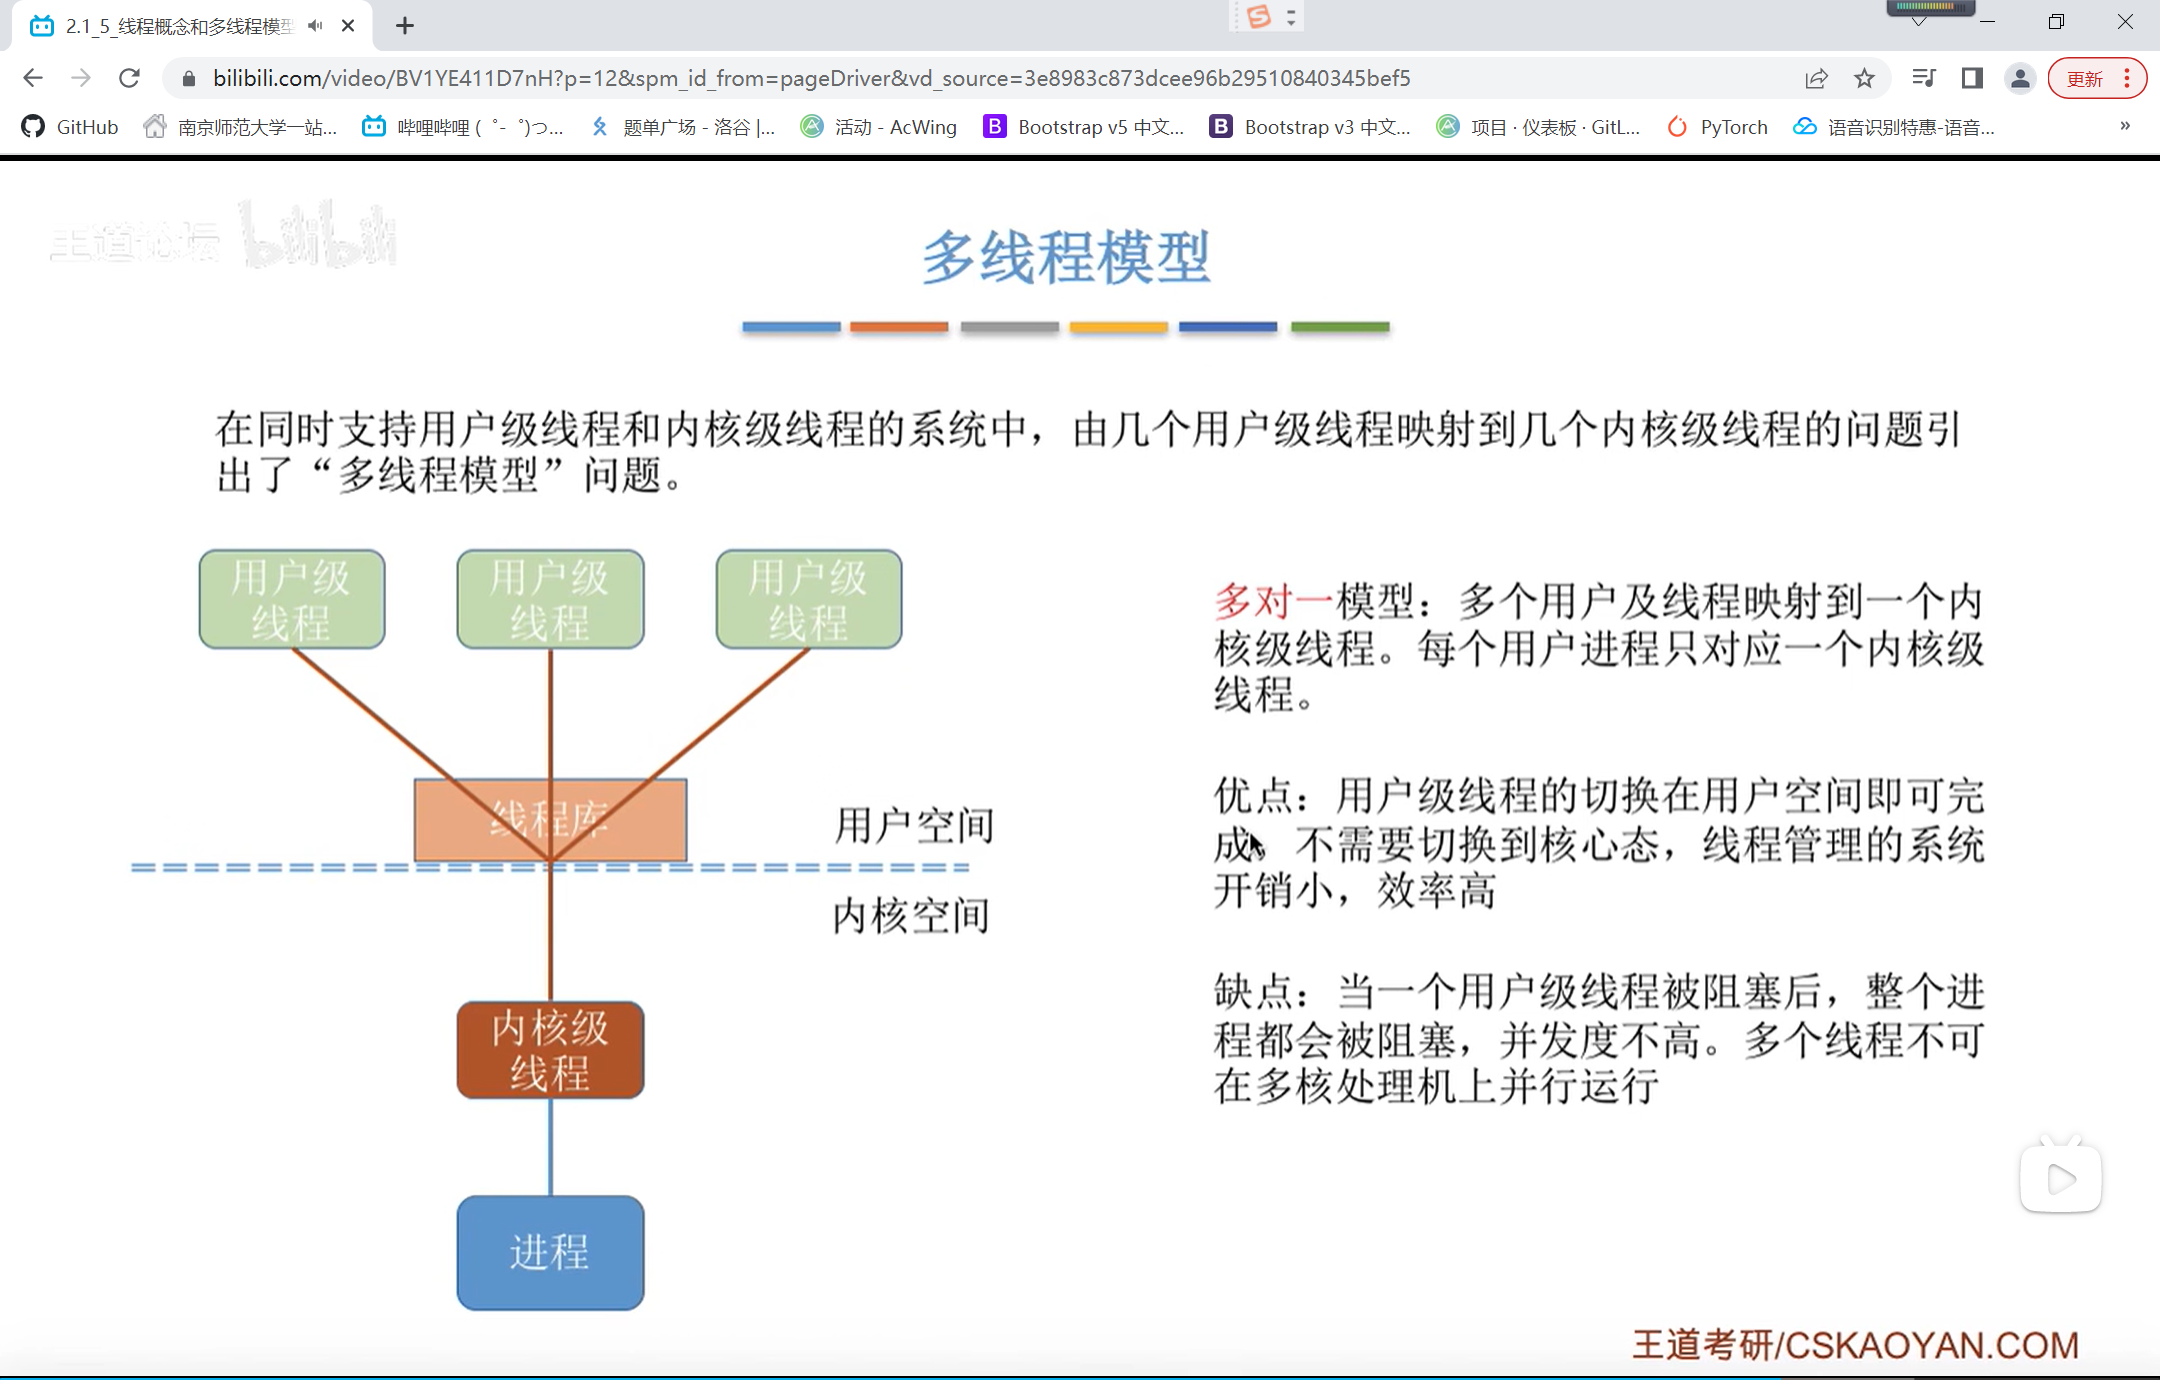 2.1_5_线程概念和多线程模型
bilibili.com/video/BV1YE411D7nH?p=12&spm_id_from=pageDriver&vd_source=3e8983c873dcee96b29510840345bef5
更新
GitHub
南京师范大学一站...
哔哩哔哩 (゜-゜)つ...
题单广场 - 洛谷 |...
活动 - AcWing
Bootstrap v5 中文...
Bootstrap v3 中文...
项目 · 仪表板 · GitL...
PyTorch
语音识别特惠-语音...
王道论坛 bilibili
多线程模型
在同时支持用户级线程和内核级线程的系统中，由几个用户级线程映射到几个内核级线程的问题引
出了“多线程模型”问题。
用户级
线程
用户级
线程
用户级
线程
线程库
用户空间
内核空间
内核级
线程
进程
多对一模型：多个用户及线程映射到一个内
核级线程。每个用户进程只对应一个内核级
线程。
优点：用户级线程的切换在用户空间即可完
成，不需要切换到核心态，线程管理的系统
开销小，效率高
缺点：当一个用户级线程被阻塞后，整个进
程都会被阻塞，并发度不高。多个线程不可
在多核处理机上并行运行
王道考研/CSKAOYAN.COM